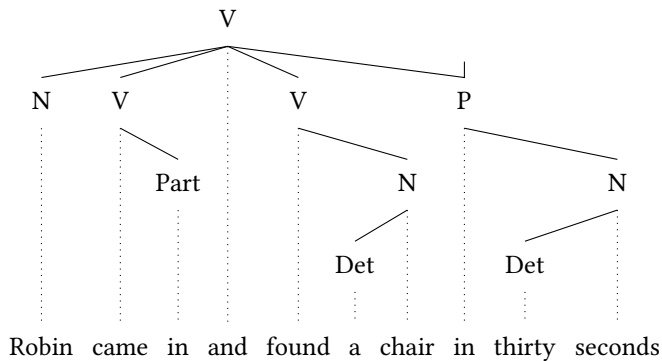 V
N V V P
Part N N
Det Det
Robin came in and found a chair in thirty seconds